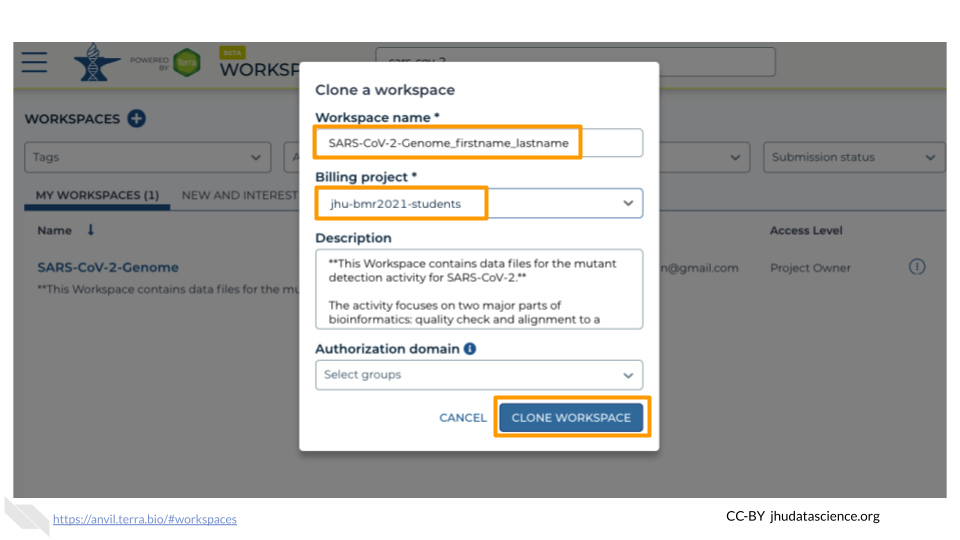 POWERED
BY
Terra
BETA
WORKSP
sars-cov-2
Clone a workspace
WORKSPACES
Workspace name *
SARS-CoV-2-Genome_firstname_lastname
Tags
A
Submission status
Billing project *
MY WORKSPACES (1) NEW AND INTEREST
jhu-bmr2021-students
Name
Access Level
Description
**This Workspace contains data files for the mutant
detection activity for SARS-CoV-2.**
The activity focuses on two major parts of
bioinformatics: quality check and alignment to a
SARS-CoV-2-Genome
n@gmail.com Project Owner
**This Workspace contains data files for the mu
Authorization domain
Select groups
CANCEL CLONE WORKSPACE
https://anvil.terra.bio/#workspaces
CC-BY jhudatascience.org